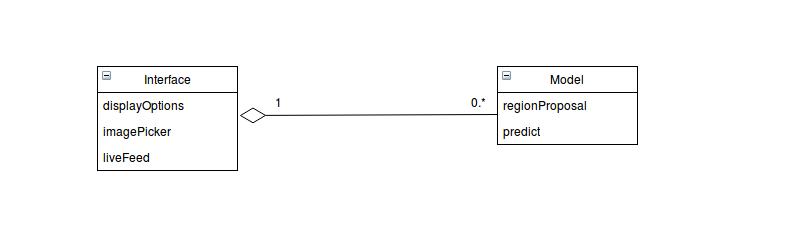 Interface
displayOptions
imagePicker
liveFeed
1
0.*
Model
regionProposal
predict